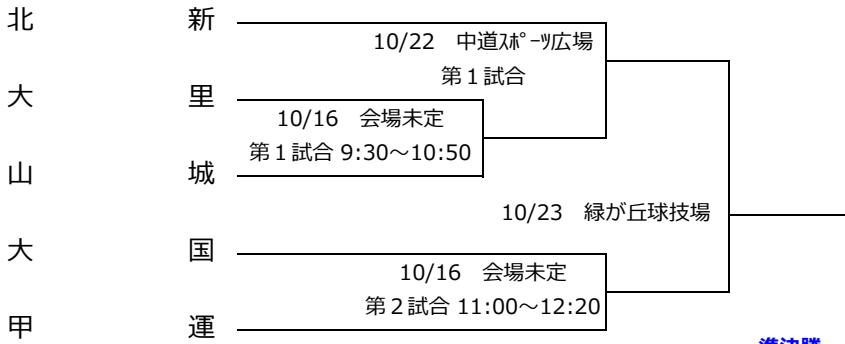 北 新
10/22 中道ｽﾎﾟｰﾂ広場
第１試合
大 里
10/16 会場未定
第１試合 9:30～10:50
山 城
10/23 緑が丘球技場
大 国
10/16 会場未定
第２試合 11:00～12:20
甲 運
準決勝